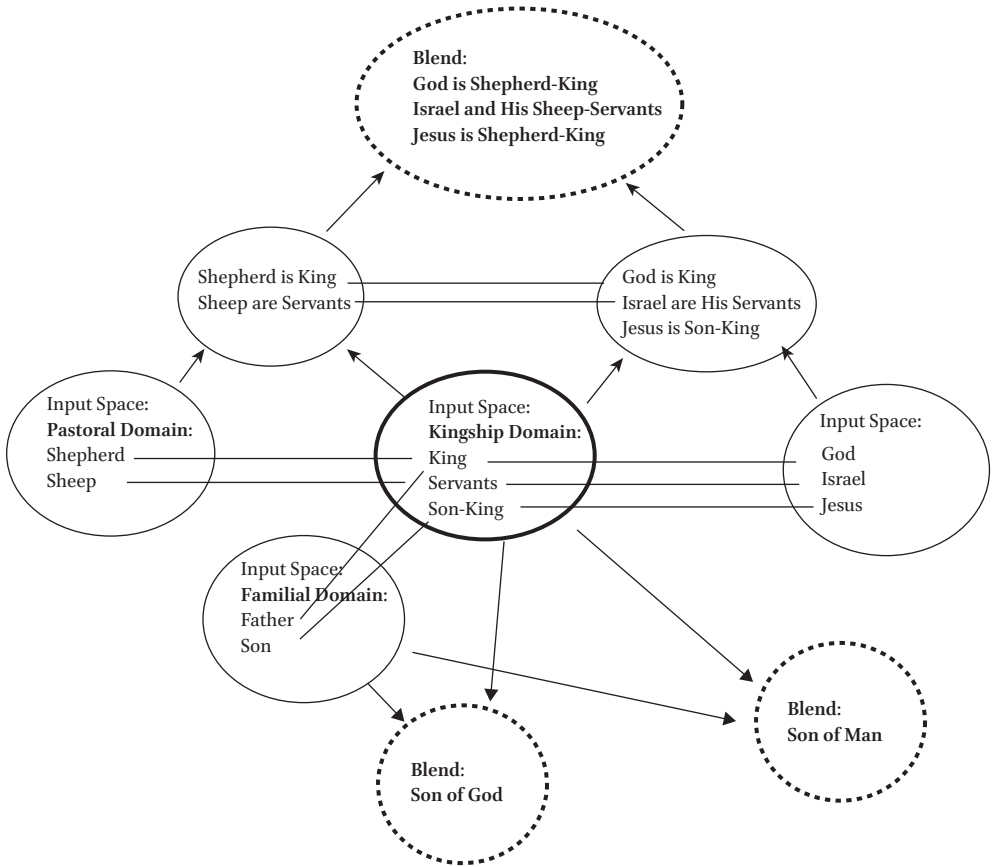 Blend:
God is Shepherd-King
Israel and His Sheep-Servants
Jesus is Shepherd-King
Shepherd is King
Sheep are Servants
God is King
Israel are His Servants
Jesus is Son-King
Input Space:
Pastoral Domain:
Shepherd
Sheep
Input Space:
Kingship Domain:
King
Servants
Son-King
Input Space:
God
Israel
Jesus
Input Space:
Familial Domain:
Father
Son
Blend:
Son of Man
Blend:
Son of God